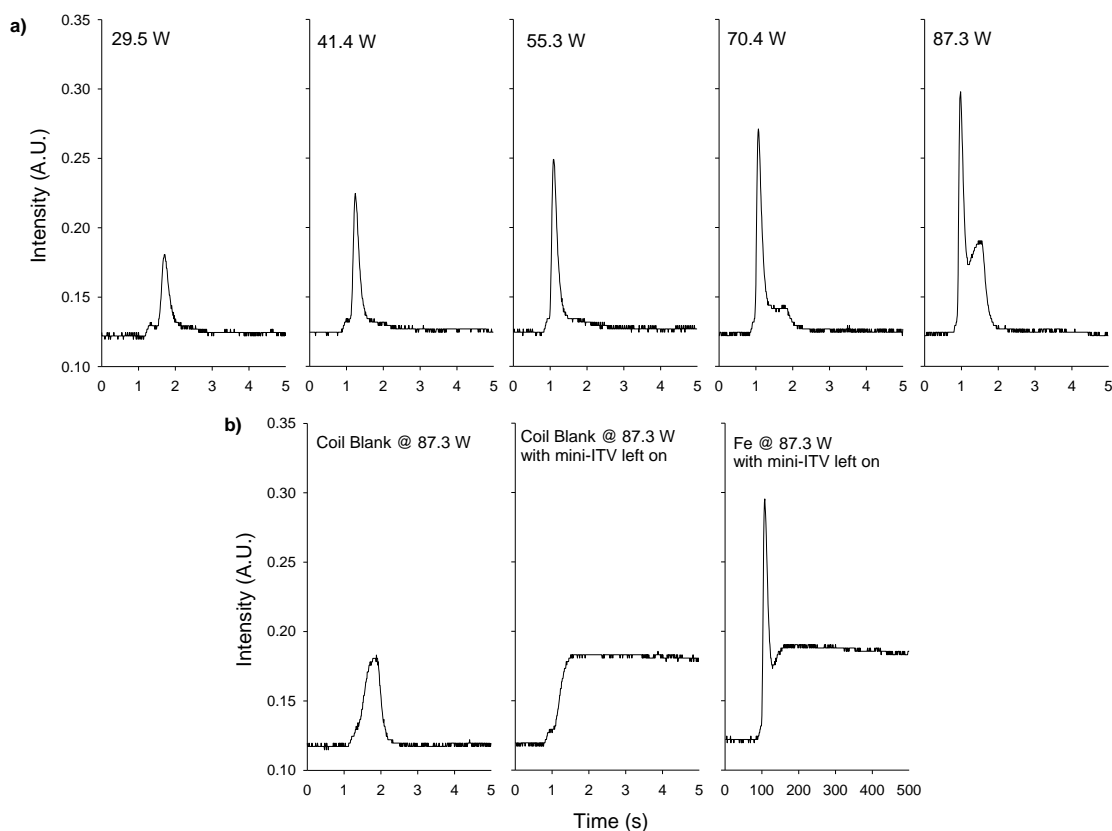 a)
29.5 W
41.4 W
55.3 W
70.4 W
87.3 W
Intensity (A.U.)
0.35
0.30
0.25
0.20
0.15
0.10
0 1 2 3 4 5
0 1 2 3 4 5
0 1 2 3 4 5
0 1 2 3 4 5
0 1 2 3 4 5
b)
Coil Blank @ 87.3 W
Coil Blank @ 87.3 W
with mini-ITV left on
Fe @ 87.3 W
with mini-ITV left on
Intensity (A.U.)
0.35
0.30
0.25
0.20
0.15
0.10
0 1 2 3 4 5
0 1 2 3 4 5
0 100 200 300 400 500
Time (s)